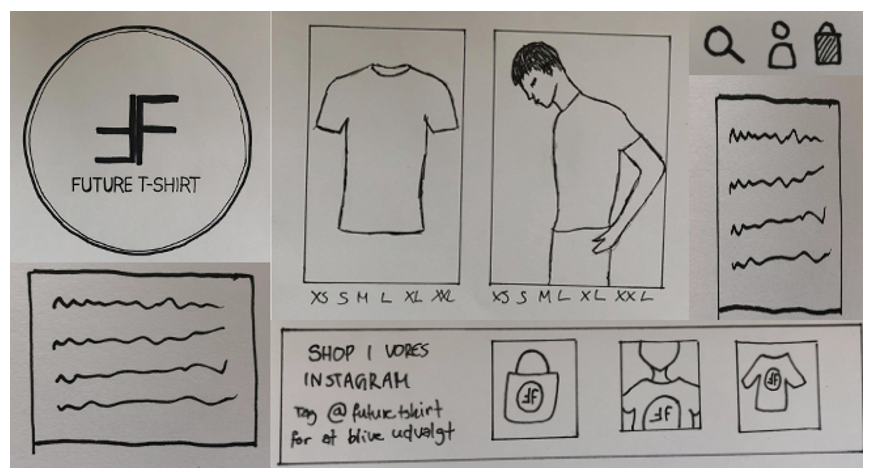 FUTURE T-SHIRT
XS S M L XL XXL
XS S M L XL XXL
SHOP I VORES
INSTAGRAM
Tag @futuretshirt
for at blive udvalgt